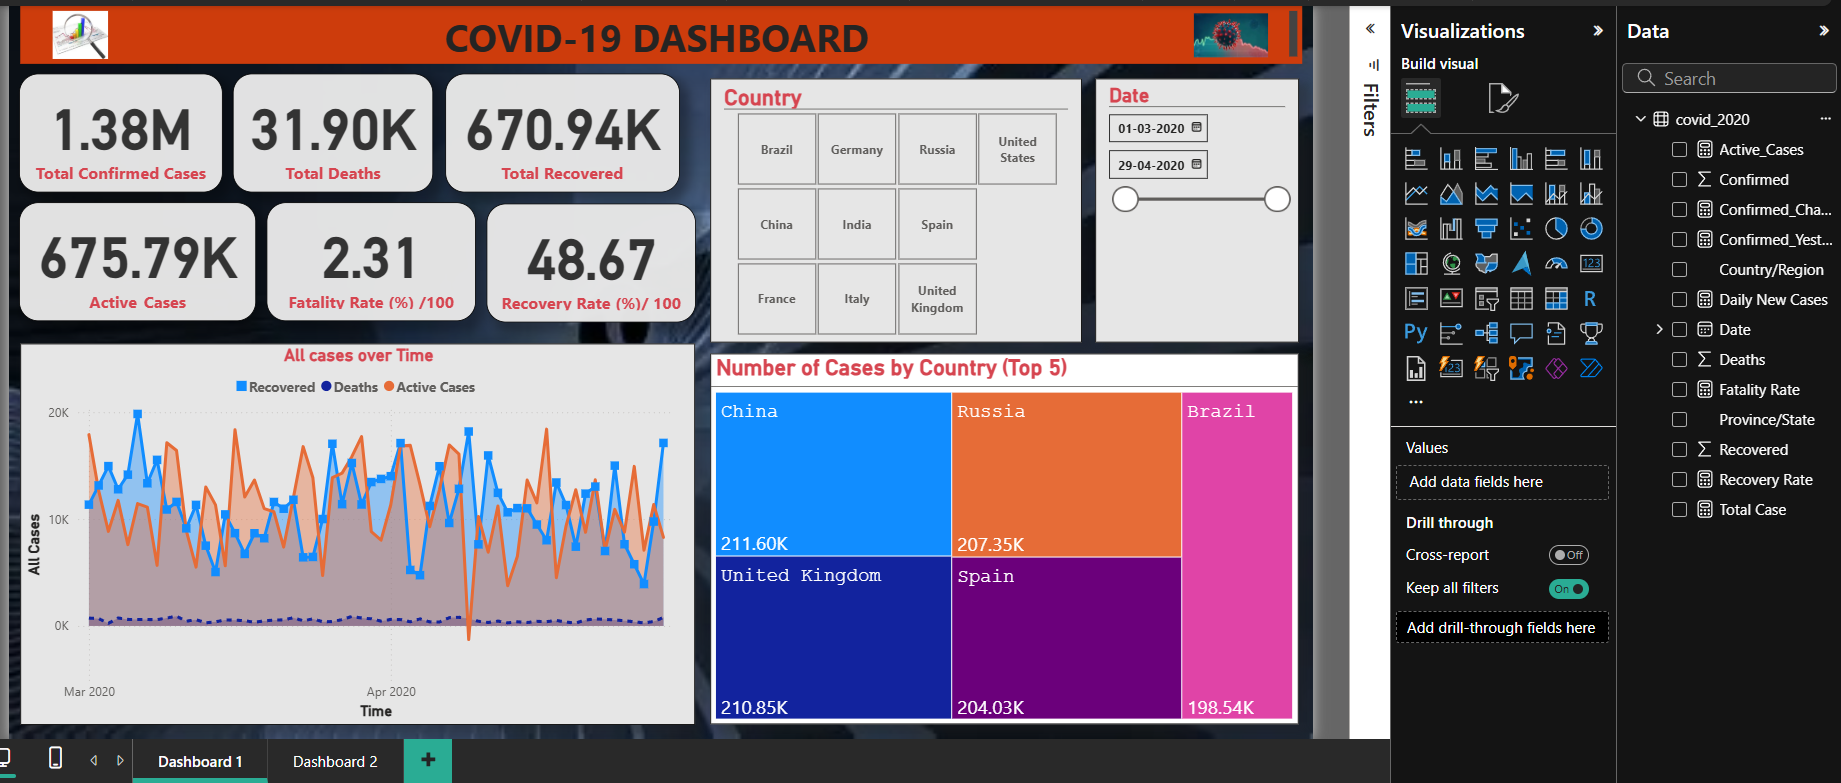 COVID-19 DASHBOARD
1.38M
Total Confirmed Cases
31.90K
Total Deaths
670.94K
Total Recovered
675.79K
Active Cases
2.31
Fatality Rate (%) /100
48.67
Recovery Rate (%)/ 100
Country
Brazil
Germany
Russia
United
States
China
India
Spain
France
Italy
United
Kingdom
Date
01-03-2020
29-04-2020
All cases over Time
Recovered Deaths Active Cases
All Cases
20K
10K
0K
Mar 2020
Apr 2020
Time
Number of Cases by Country (Top 5)
China
211.60K
Russia
207.35K
Brazil
198.54K
United Kingdom
210.85K
Spain
204.03K
Dashboard 1
Dashboard 2
+
Filters
Visualizations
Build visual
123
R
Py
123
...
Values
Add data fields here
Drill through
Cross-report
Off
Keep all filters
On
Add drill-through fields here
Data
Search
covid_2020
...
Active_Cases
Confirmed
Confirmed_Cha...
Confirmed_Yest...
Country/Region
Daily New Cases
Date
Deaths
Fatality Rate
Province/State
Recovered
Recovery Rate
Total Case